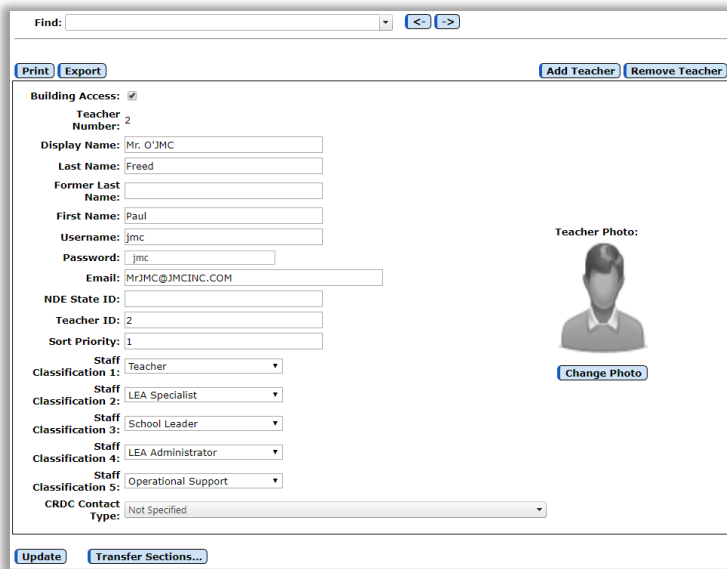 Find:
<- ->
Print Export Add Teacher Remove Teacher
Building Access:
Teacher
Number: 2
Display Name: Mr. O'JMC
Last Name: Freed
Former Last
Name:
First Name: Paul
Username: jmc
Teacher Photo:
Password: jmc
Email: MrJMC@JMCINC.COM
NDE State ID:
Teacher ID: 2
Sort Priority: 1
Staff
Classification 1: Teacher
Change Photo
Staff
Classification 2: LEA Specialist
Staff
Classification 3: School Leader
Staff
Classification 4: LEA Administrator
Staff
Classification 5: Operational Support
CRDC Contact
Type: Not Specified
Update Transfer Sections...